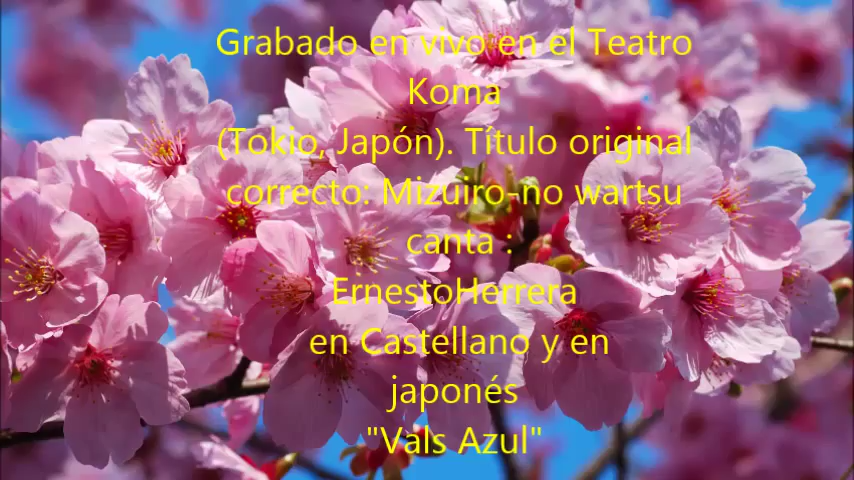 Grabado en vivo en el Teatro
Koma
(Tokio, Japón). Título original
correcto: Mizuiro-no wartsu
canta :
ErnestoHerrera
en Castellano y en
japonés
"Vals Azul"